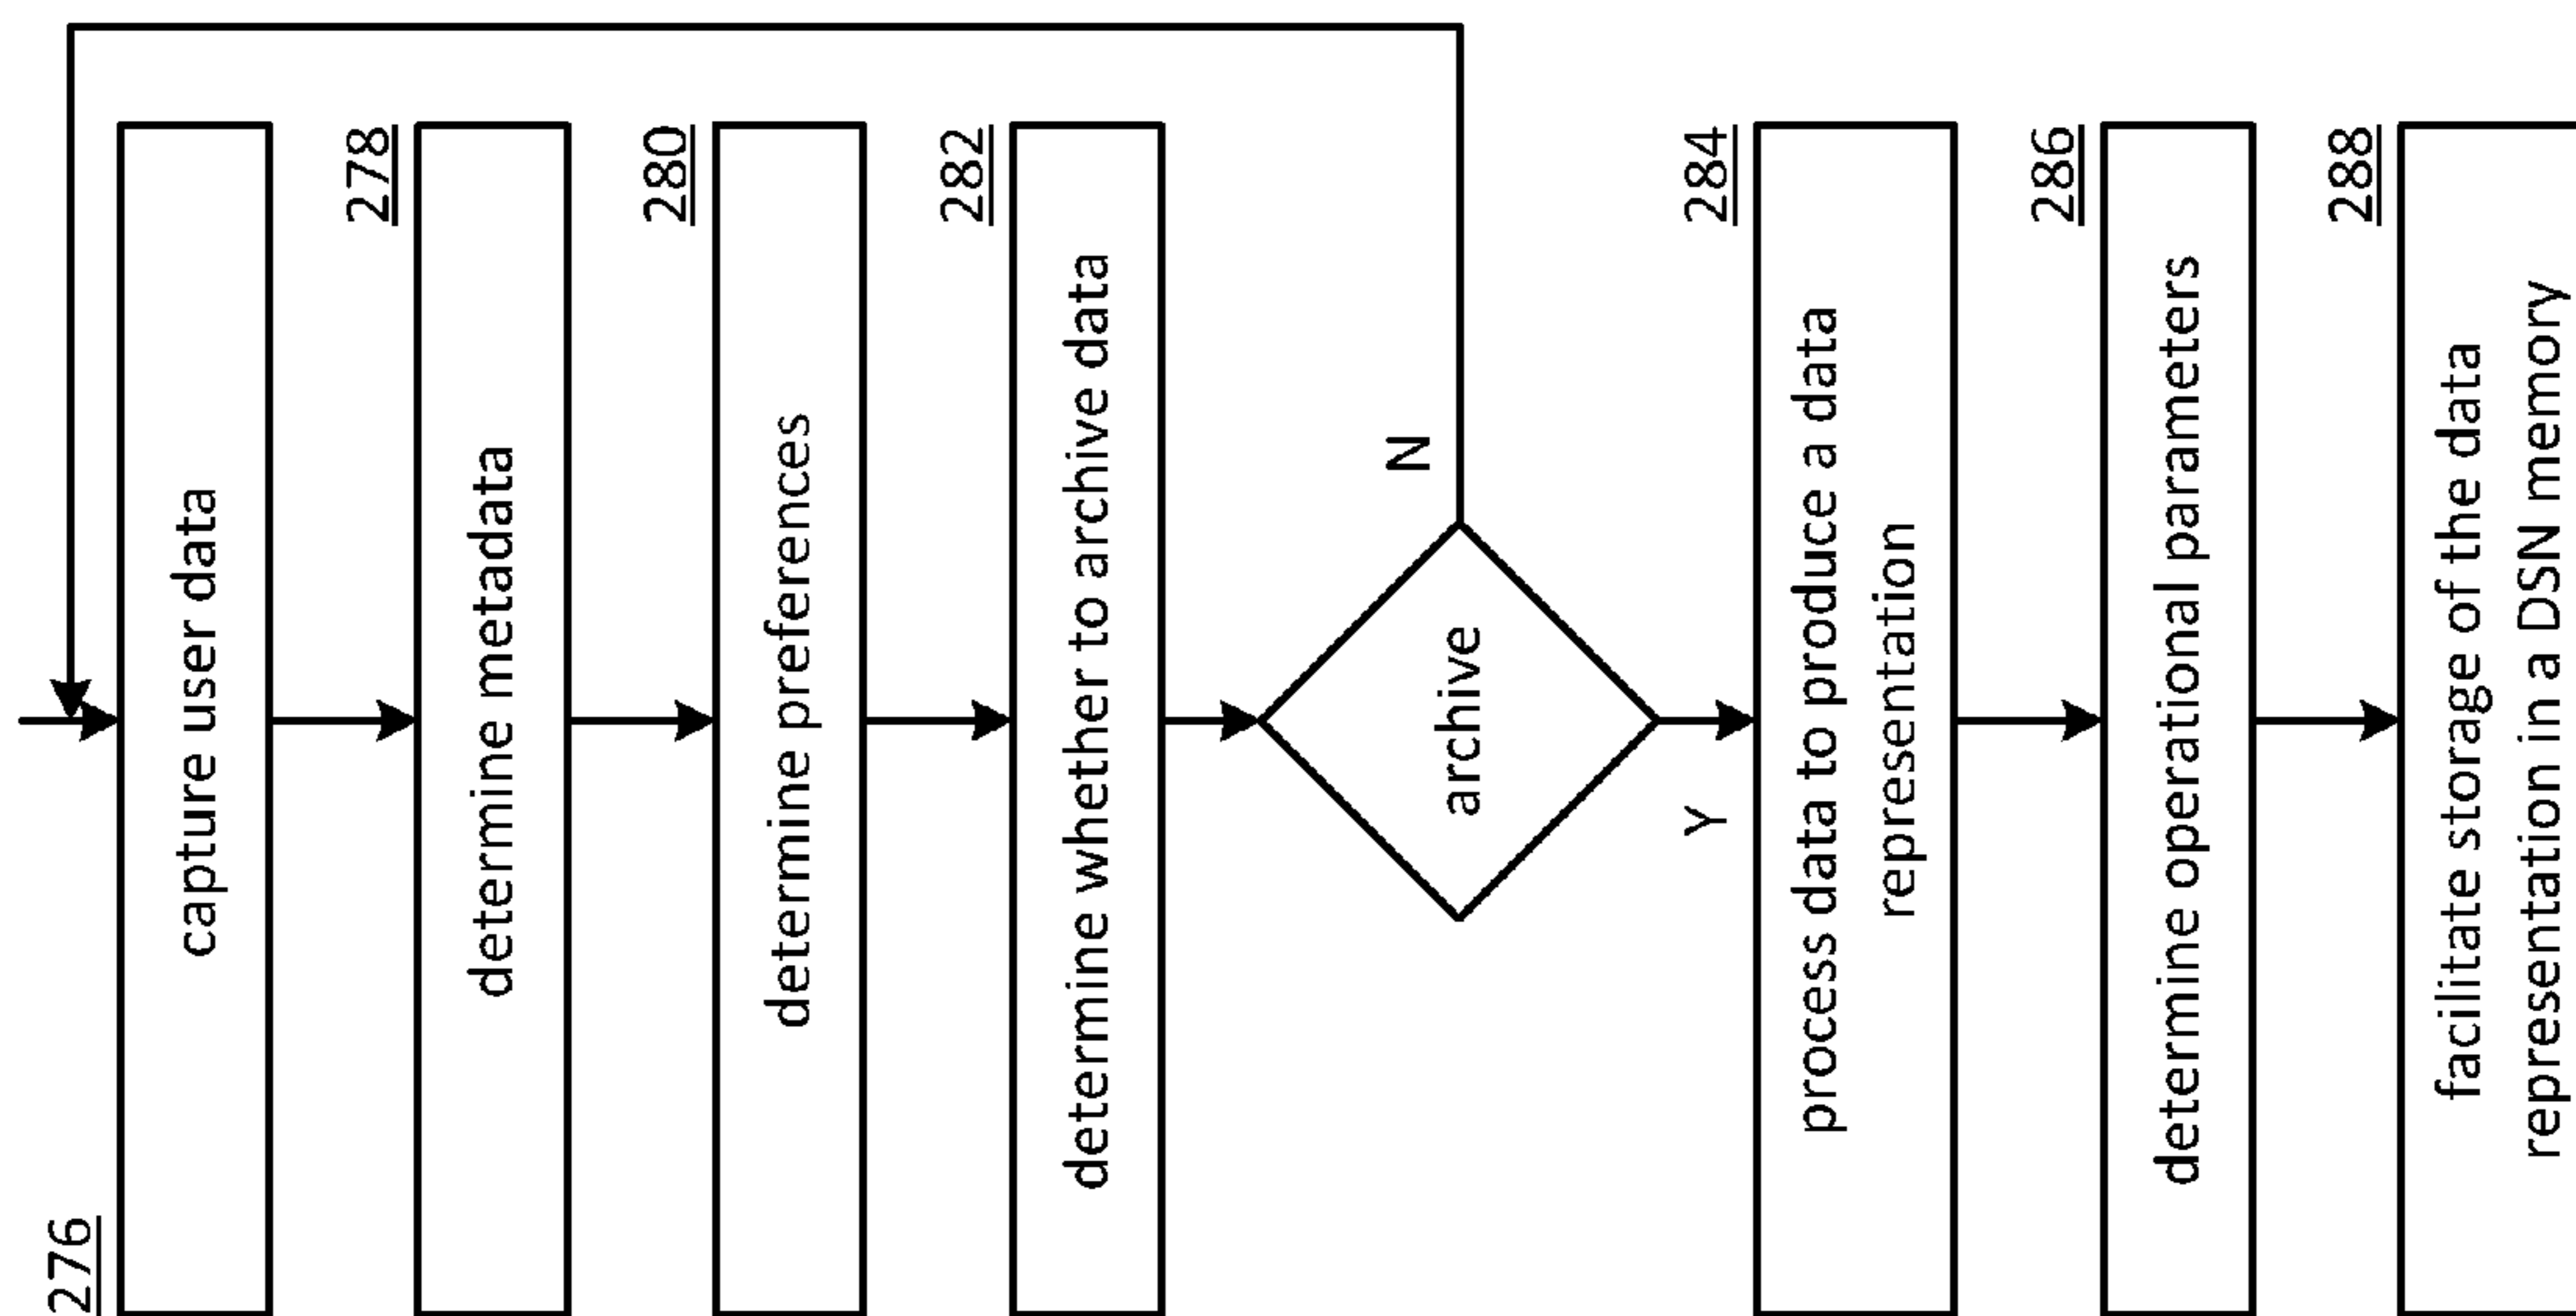 276
capture user data
278
determine metadata
280
determine preferences
282
determine whether to archive data
archive
N
Y
284
process data to produce a data
representation
286
determine operational parameters
288
facilitate storage of the data
representation in a DSN memory